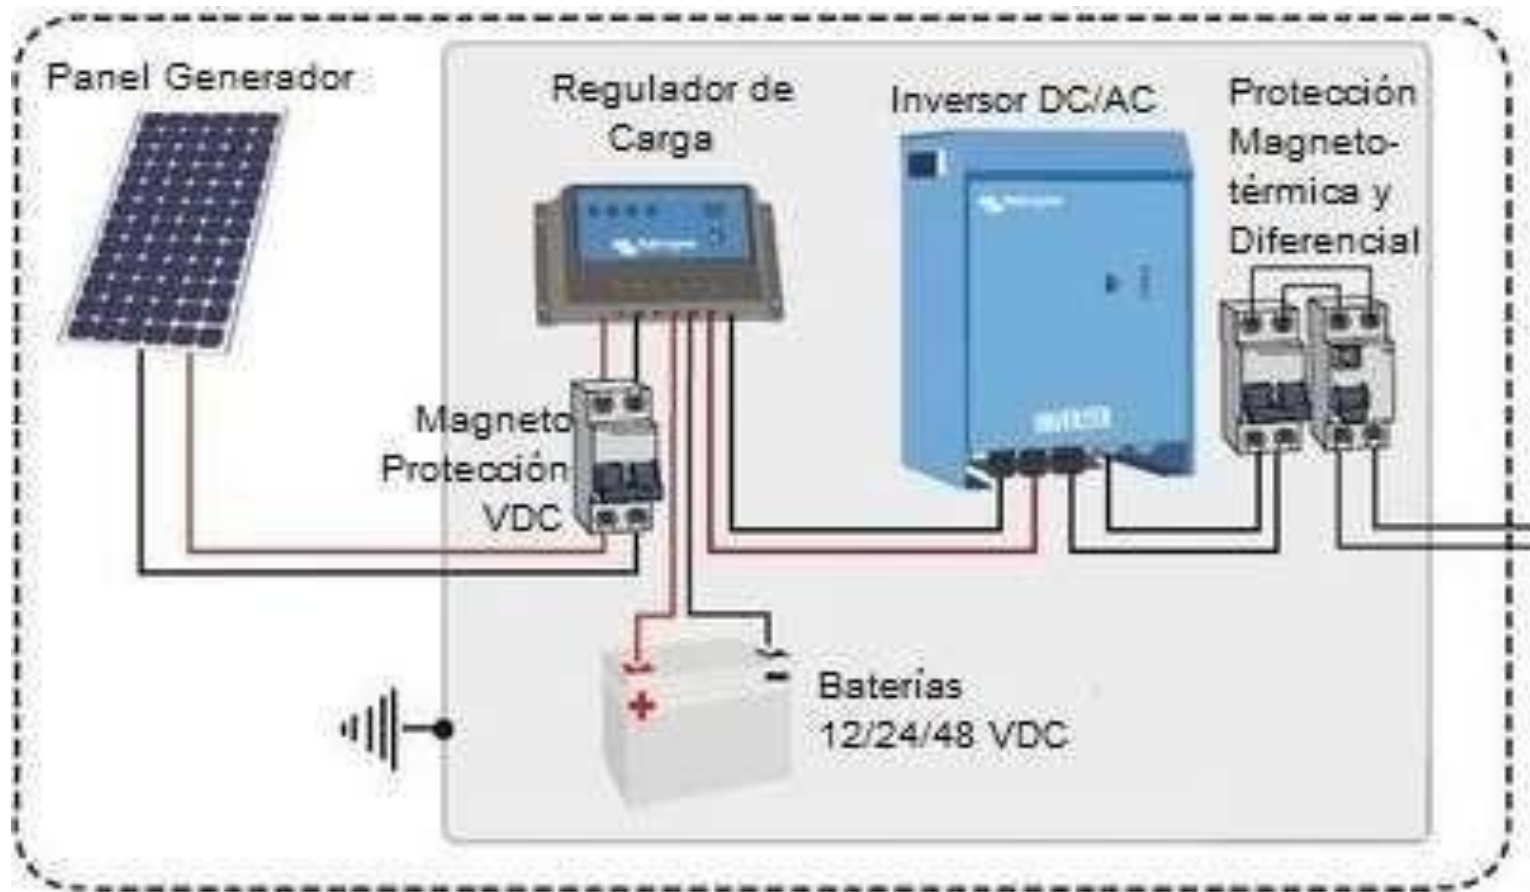 Panel Generador
Regulador de
Carga
Inversor DC/AC
Protección
Magneto-
térmica y
Diferencial
Magneto
Protección
VDC
Baterías
12/24/48 VDC